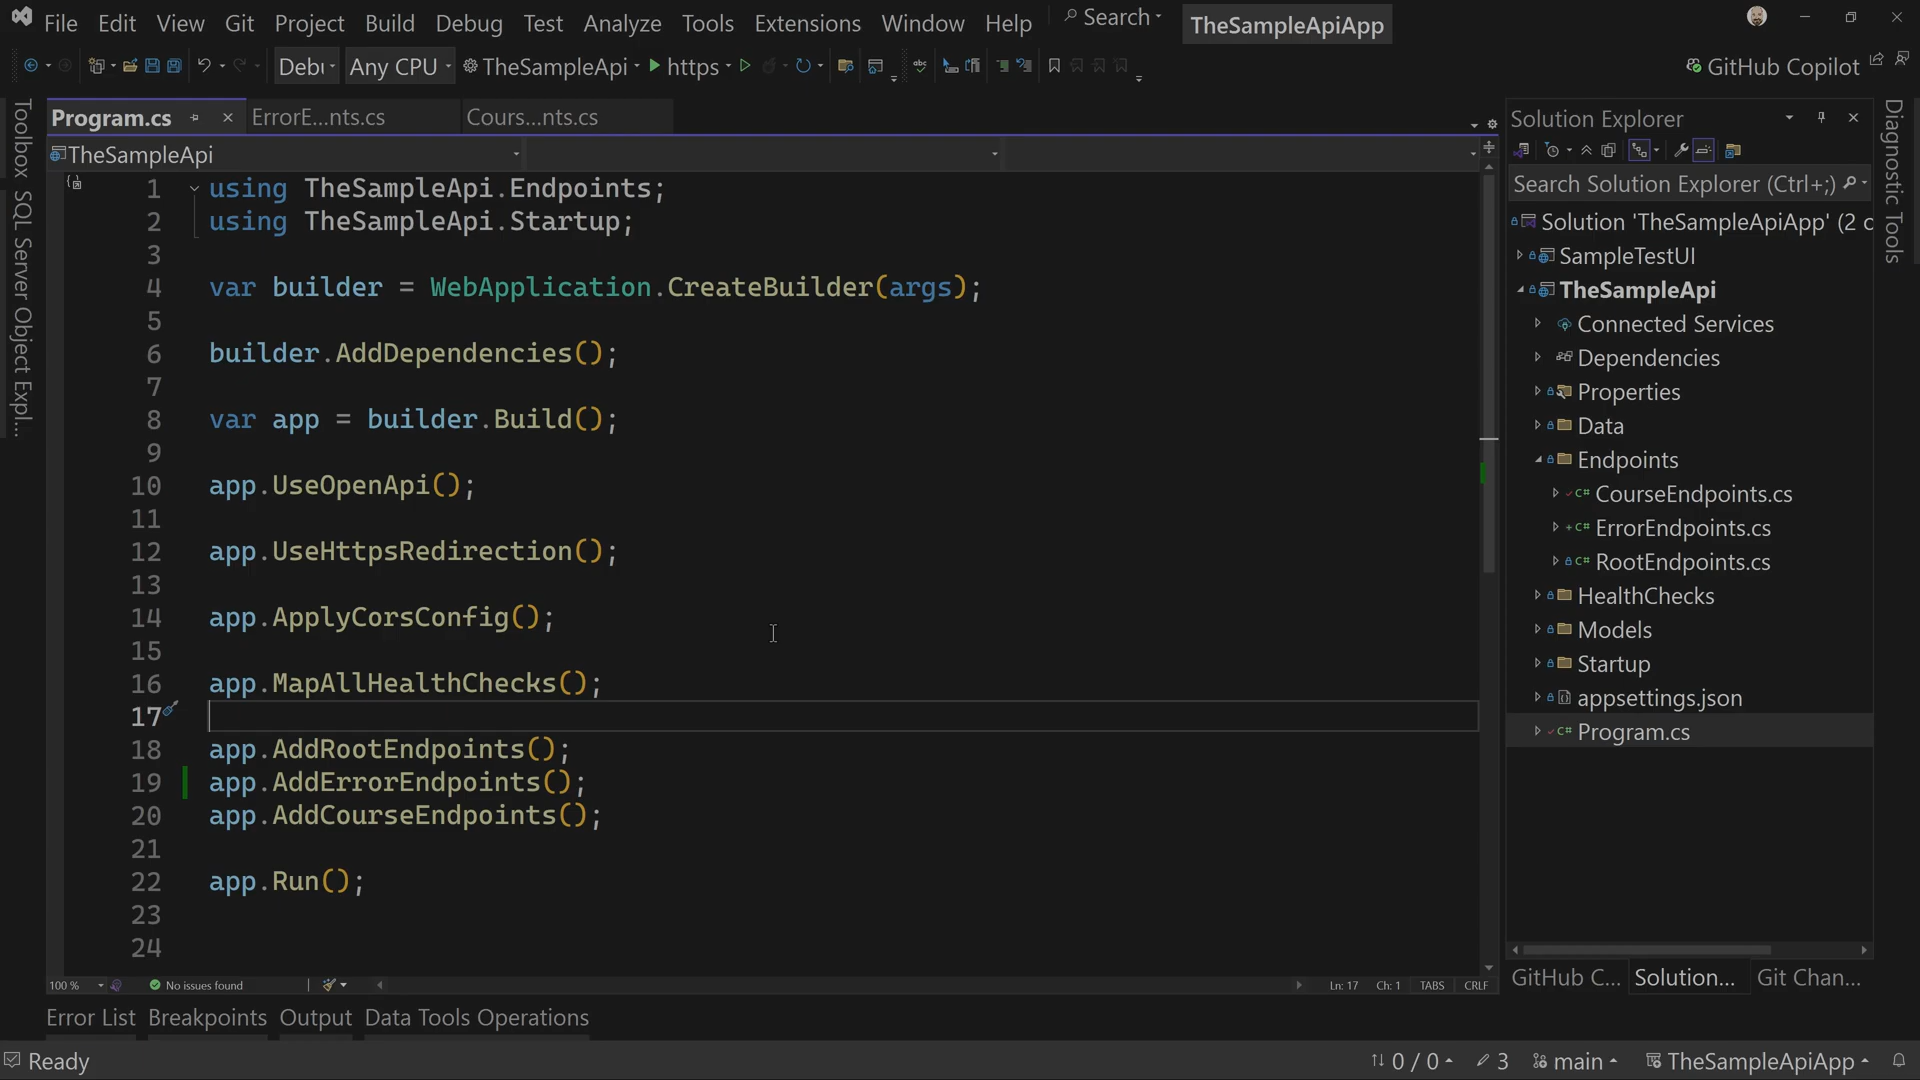 File Edit View Git Project Build Debug Test Analyze Tools Extensions Window Help Search TheSampleApiApp
Debu Any CPU TheSampleApi https GitHub Copilot
Toolbox
SQL Server Object Expl...
Program.cs ErrorE...nts.cs Cours...nts.cs
TheSampleApi
1 using TheSampleApi.Endpoints;
2 using TheSampleApi.Startup;
3
4 var builder = WebApplication.CreateBuilder(args);
5
6 builder.AddDependencies();
7
8 var app = builder.Build();
9
10 app.UseOpenApi();
11
12 app.UseHttpsRedirection();
13
14 app.ApplyCorsConfig();
15
16 app.MapAllHealthChecks();
17
18 app.AddRootEndpoints();
19 app.AddErrorEndpoints();
20 app.AddCourseEndpoints();
21
22 app.Run();
23
24
100 % No issues found Ln: 17 Ch: 1 TABS CRLF
Solution Explorer
Search Solution Explorer (Ctrl+;)
Solution 'TheSampleApiApp' (2 c
SampleTestUI
TheSampleApi
Connected Services
Dependencies
Properties
Data
Endpoints
CourseEndpoints.cs
ErrorEndpoints.cs
RootEndpoints.cs
HealthChecks
Models
Startup
appsettings.json
Program.cs
GitHub C... Solution... Git Chan...
Diagnostic Tools
Error List Breakpoints Output Data Tools Operations
Ready 0 / 0 3 main TheSampleApiApp